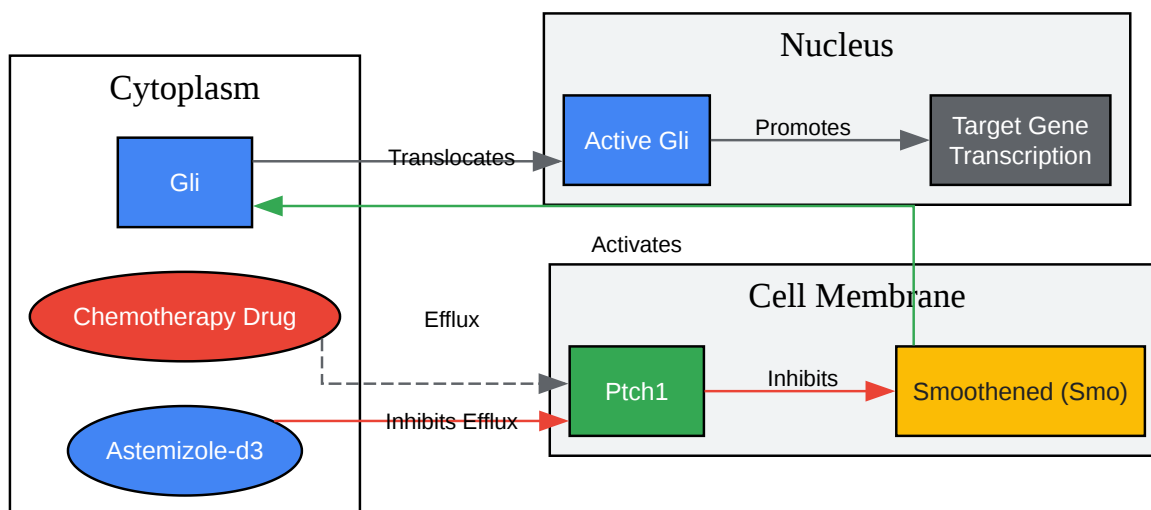 Nucleus
Cytoplasm
Gli
Translocates
Active Gli
Promotes
Target Gene
Transcription
Activates
Cell Membrane
Chemotherapy Drug
Efflux
Ptch1
Inhibits
Smoothened (Smo)
Inhibits Efflux
Astemizole-d3